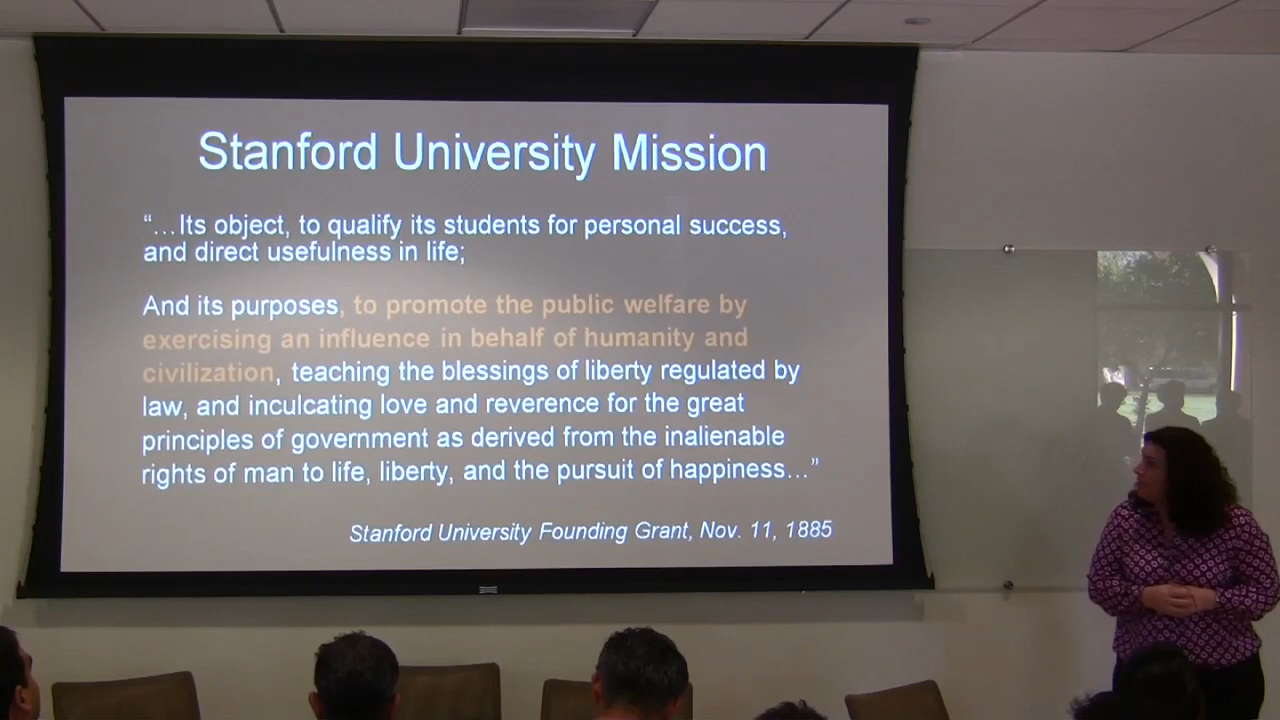 Stanford University Mission
“…Its object, to qualify its students for personal success,
and direct usefulness in life;
And its purposes, to promote the public welfare by
exercising an influence in behalf of humanity and
civilization, teaching the blessings of liberty regulated by
law, and inculcating love and reverence for the great
principles of government as derived from the inalienable
rights of man to life, liberty, and the pursuit of happiness…”
Stanford University Founding Grant, Nov. 11, 1885